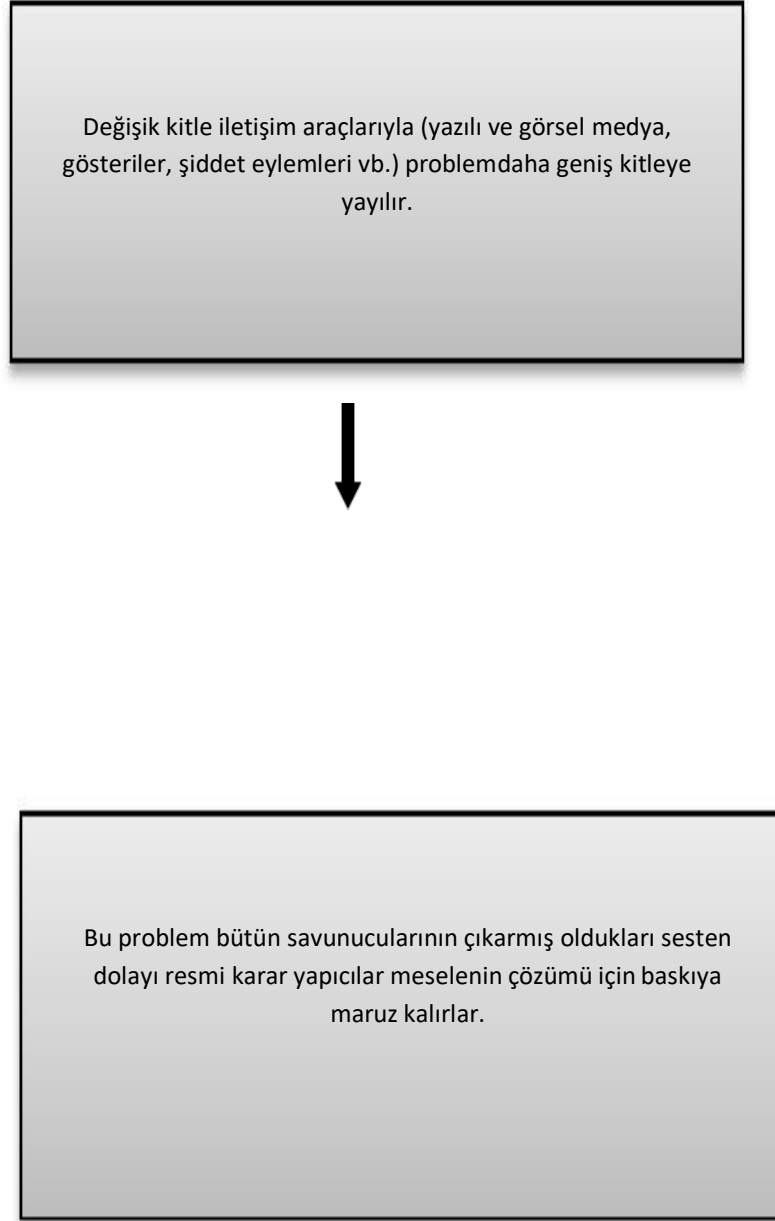 Değişik kitle iletişim araçlarıyla (yazılı ve görsel medya,
gösteriler, şiddet eylemleri vb.) problemdaha geniş kitleye
yayılır.
Bu problem bütün savunucularının çıkarmış oldukları sesten
dolayı resmi karar yapıcılar meselenin çözümü için baskıya
maruz kalırlar.